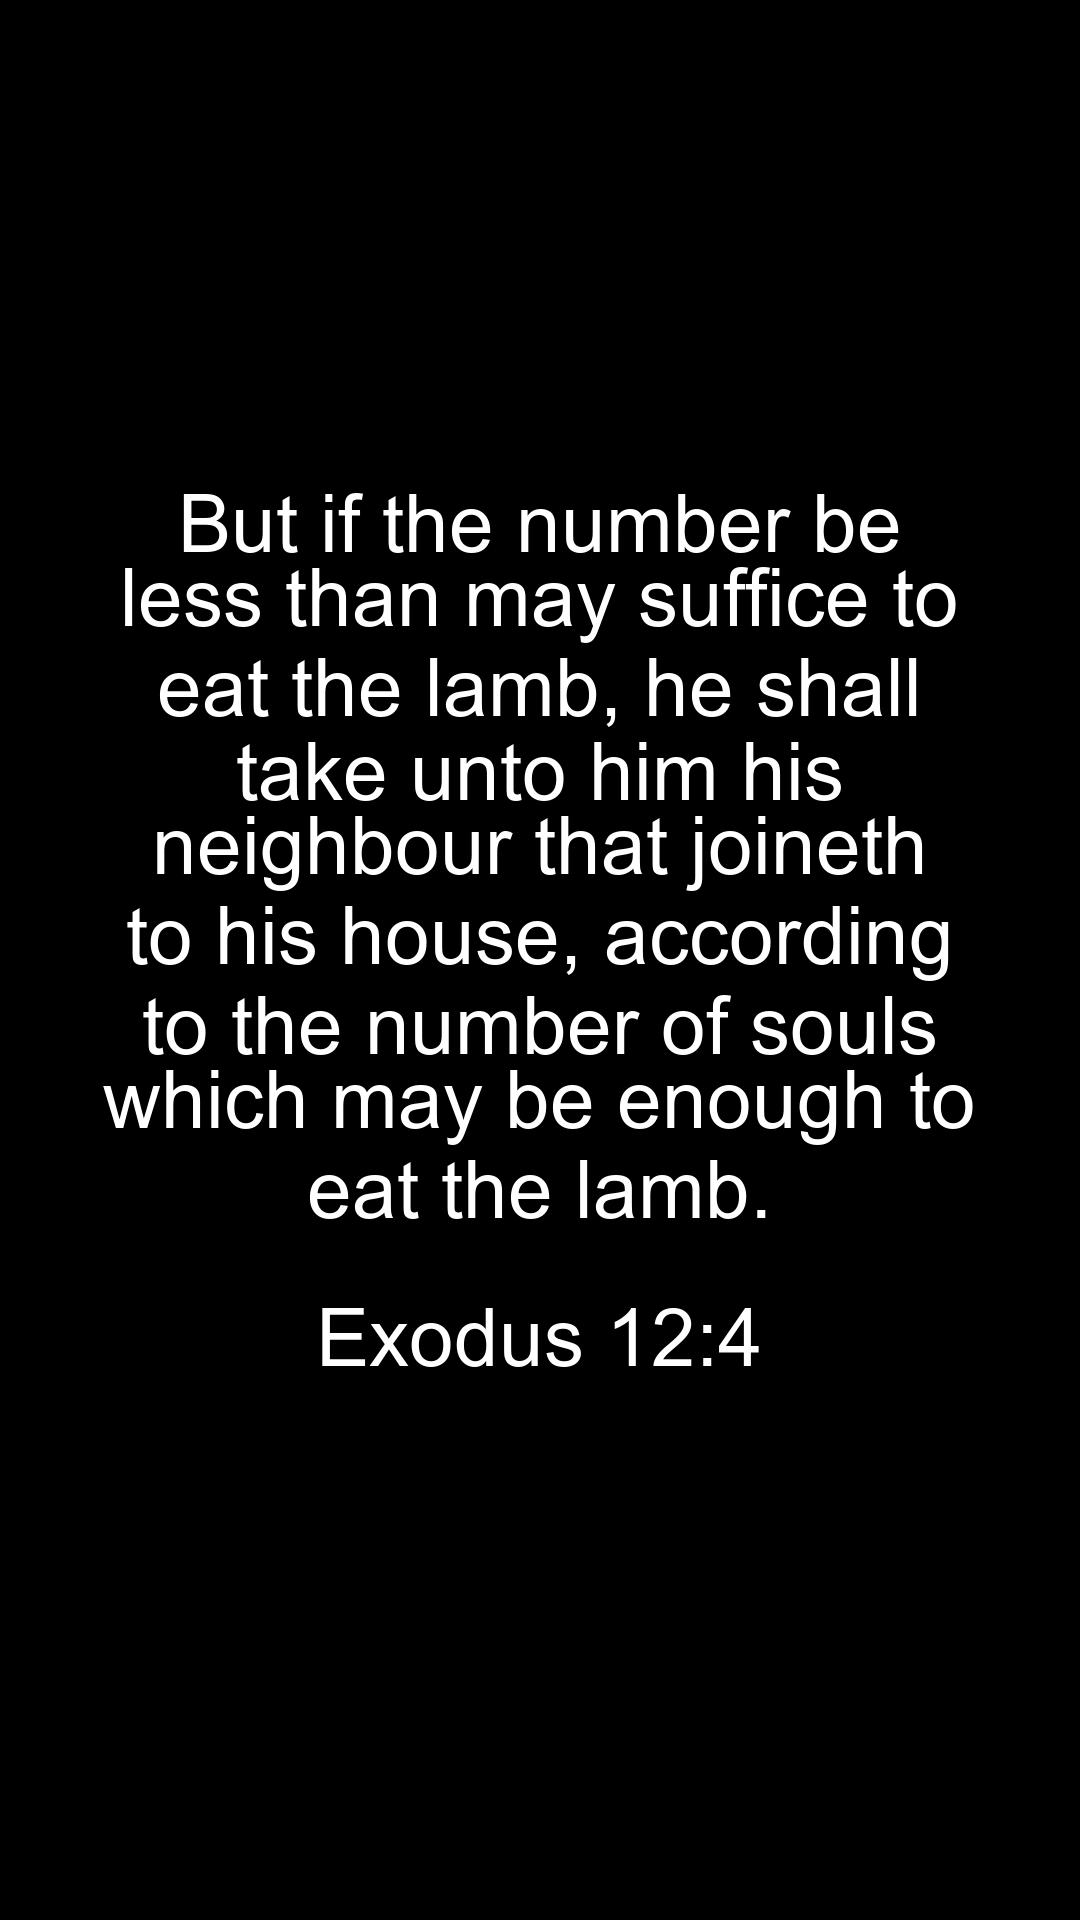 But if the number be
less than may suffice to
eat the lamb, he shall
take unto him his
neighbour that joineth
to his house, according
to the number of souls
which may be enough to
eat the lamb.
Exodus 12:4